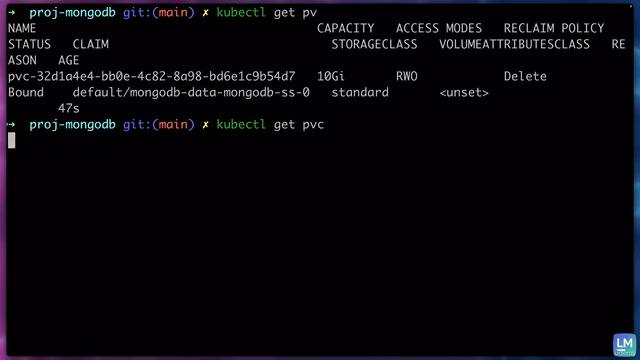 → proj-mongodb git:(main) ✗ kubectl get pv
NAME CAPACITY ACCESS MODES RECLAIM POLICY
STATUS CLAIM STORAGECLASS VOLUMEATTRIBUTESCLASS RE
ASON AGE
pvc-32d1a4e4-bb0e-4c82-8a98-bd6e1c9b54d7 10Gi RWO Delete
Bound default/mongodb-data-mongodb-ss-0 standard <unset>
47s
→ proj-mongodb git:(main) ✗ kubectl get pvc
LM